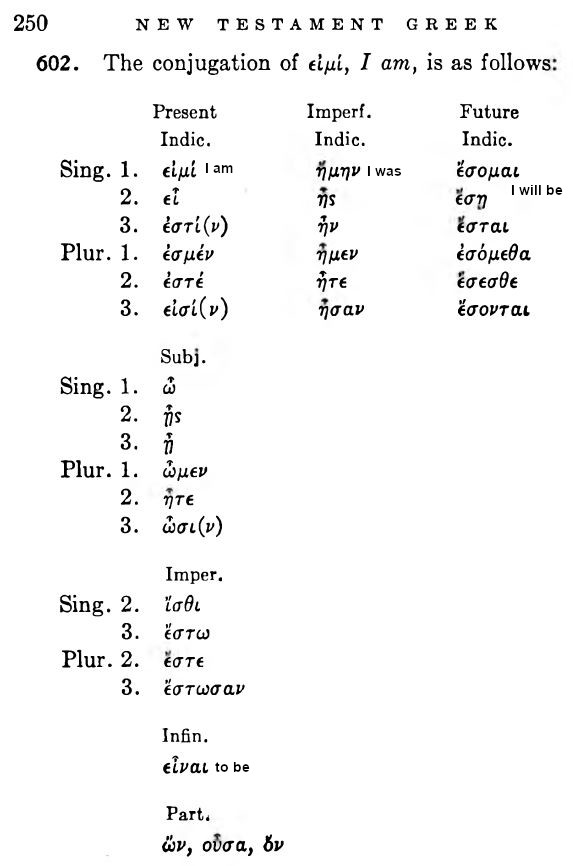 250 NEW TESTAMENT GREEK
602. The conjugation of εἰμί, I am, is as follows:
Present Imperf. Future
Indic. Indic. Indic.
Sing. 1. εἰμί I am ἤμην I was ἔσομαι
2. εἶ ἦς ἔσῃ I will be
3. ἐστί(ν) ἦν ἔσται
Plur. 1. ἐσμέν ἦμεν ἐσόμεθα
2. ἐστέ ἦτε ἔσεσθε
3. εἰσί(ν) ἦσαν ἔσονται
Subj.
Sing. 1. ὦ
2. ᾖς
3. ᾖ
Plur. 1. ὦμεν
2. ἦτε
3. ὦσι(ν)
Imper.
Sing. 2. ἴσθι
3. ἔστω
Plur. 2. ἔστε
3. ἔστωσαν
Infin.
εἶναι to be
Part.
ὤν, οὖσα, ὄν